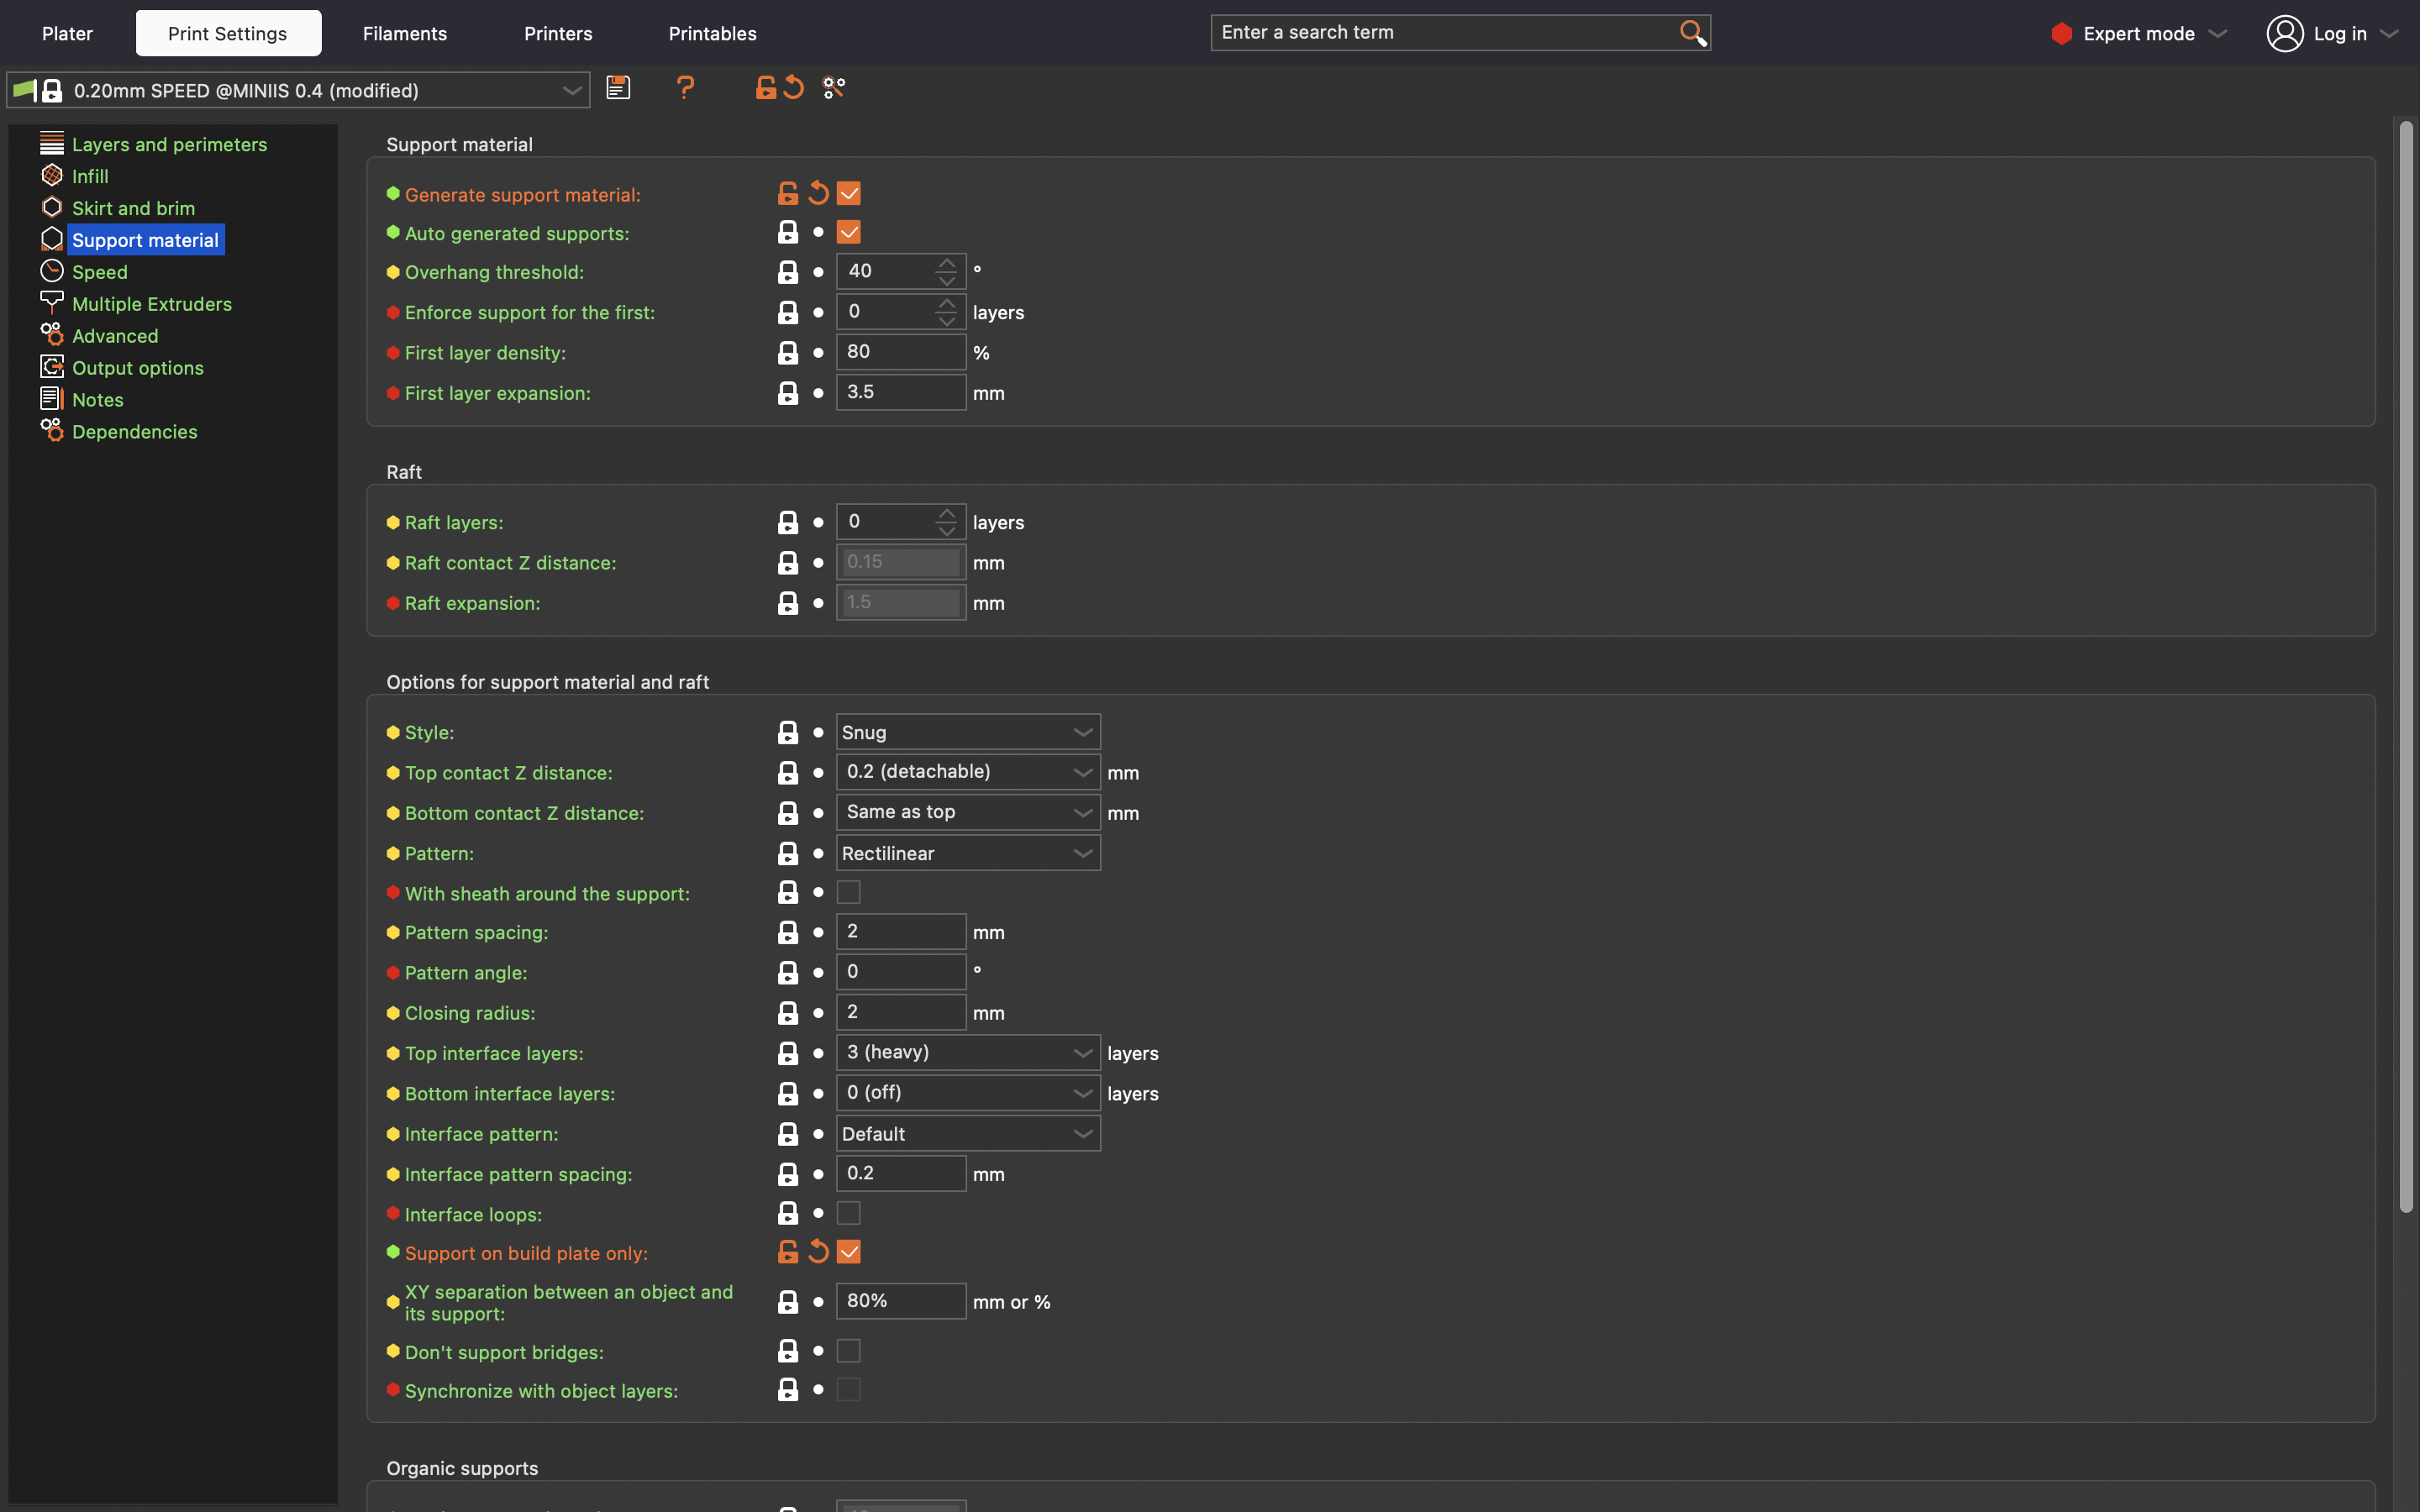 Plater
Print Settings
Filaments
Printers
Printables
Enter a search term
Expert mode
Log in
0.20mm SPEED @MINIIS 0.4 (modified)
?
Layers and perimeters
Infill
Skirt and brim
Support material
Speed
Multiple Extruders
Advanced
Output options
Notes
Dependencies
Support material
Generate support material:
Auto generated supports:
Overhang threshold: 40 °
Enforce support for the first: 0 layers
First layer density: 80 %
First layer expansion: 3.5 mm
Raft
Raft layers: 0 layers
Raft contact Z distance: 0.15 mm
Raft expansion: 1.5 mm
Options for support material and raft
Style: Snug
Top contact Z distance: 0.2 (detachable) mm
Bottom contact Z distance: Same as top mm
Pattern: Rectilinear
With sheath around the support:
Pattern spacing: 2 mm
Pattern angle: 0 °
Closing radius: 2 mm
Top interface layers: 3 (heavy) layers
Bottom interface layers: 0 (off) layers
Interface pattern: Default
Interface pattern spacing: 0.2 mm
Interface loops:
Support on build plate only:
XY separation between an object and
its support: 80% mm or %
Don't support bridges:
Synchronize with object layers:
Organic supports